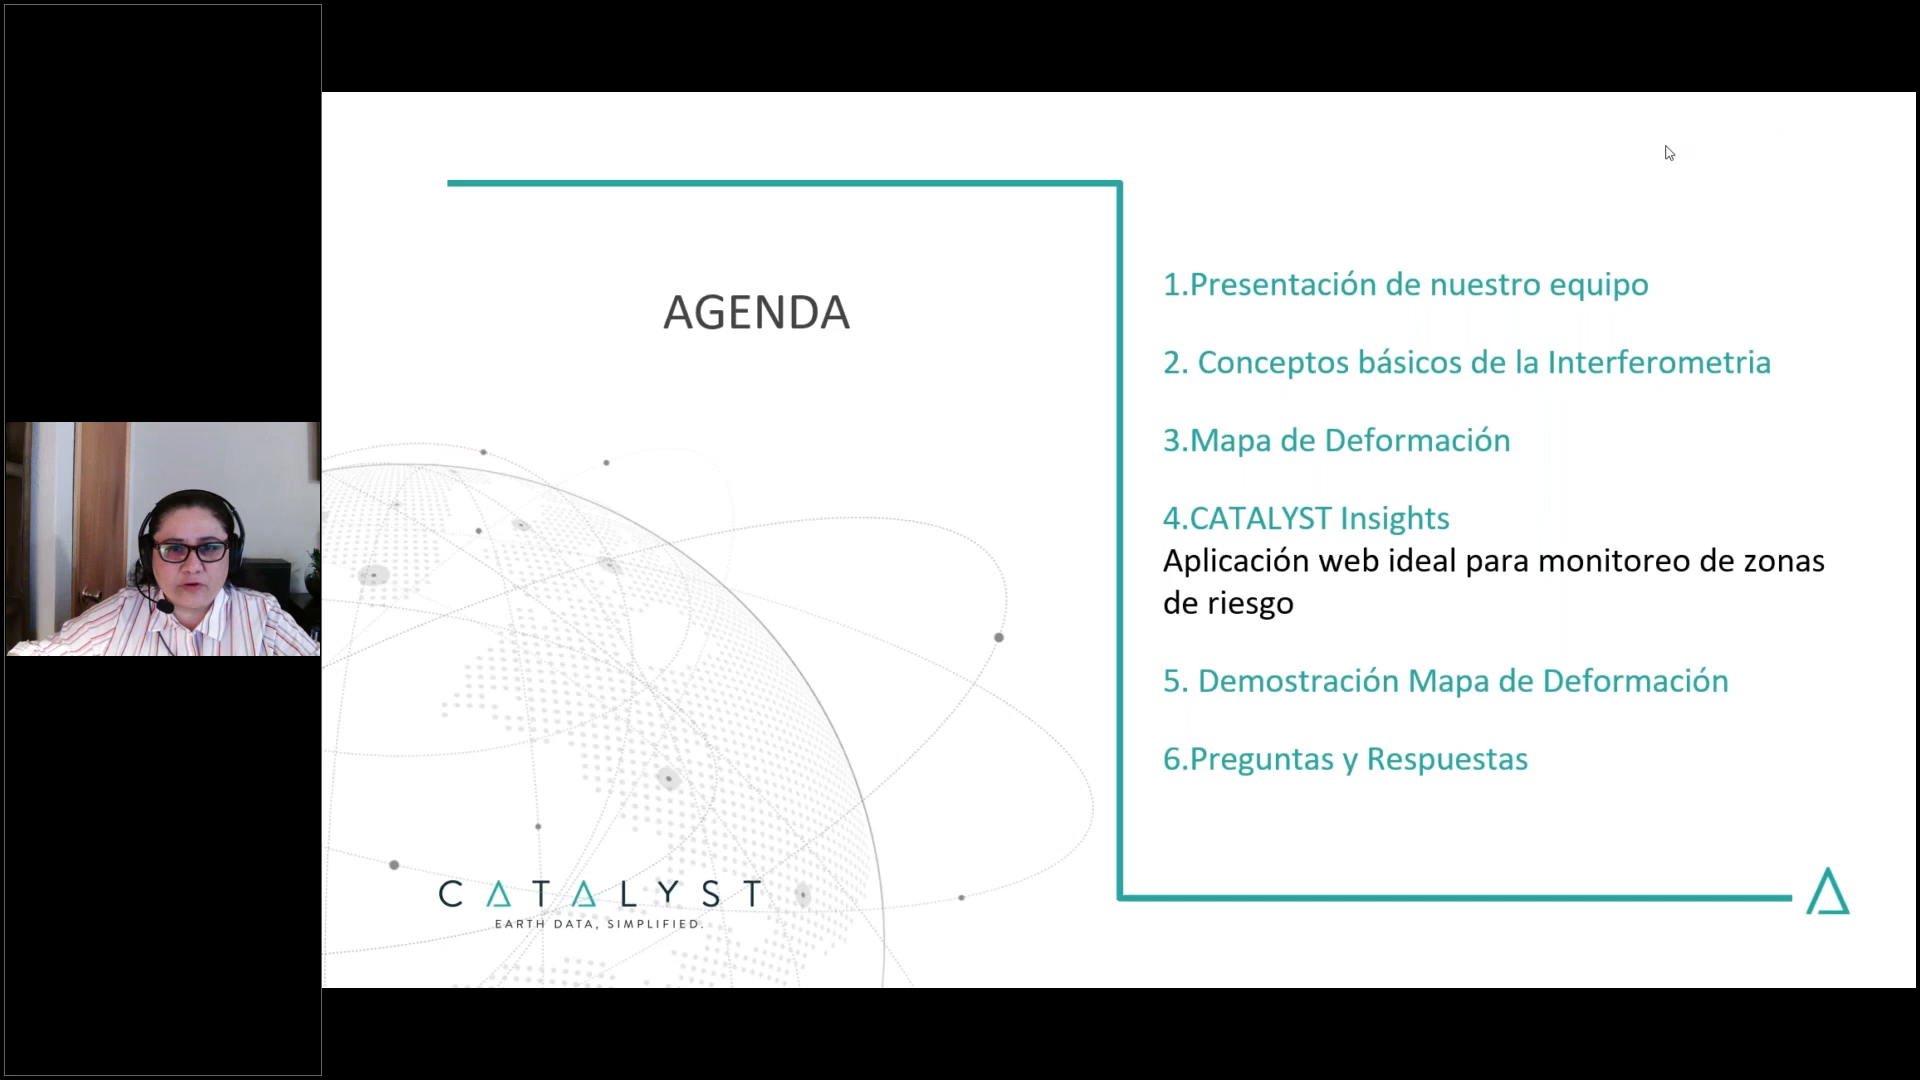 AGENDA
1.Presentación de nuestro equipo
2. Conceptos básicos de la Interferometria
3.Mapa de Deformación
4.CATALYST Insights
Aplicación web ideal para monitoreo de zonas
de riesgo
5. Demostración Mapa de Deformación
6.Preguntas y Respuestas
CATALYST
EARTH DATA, SIMPLIFIED.